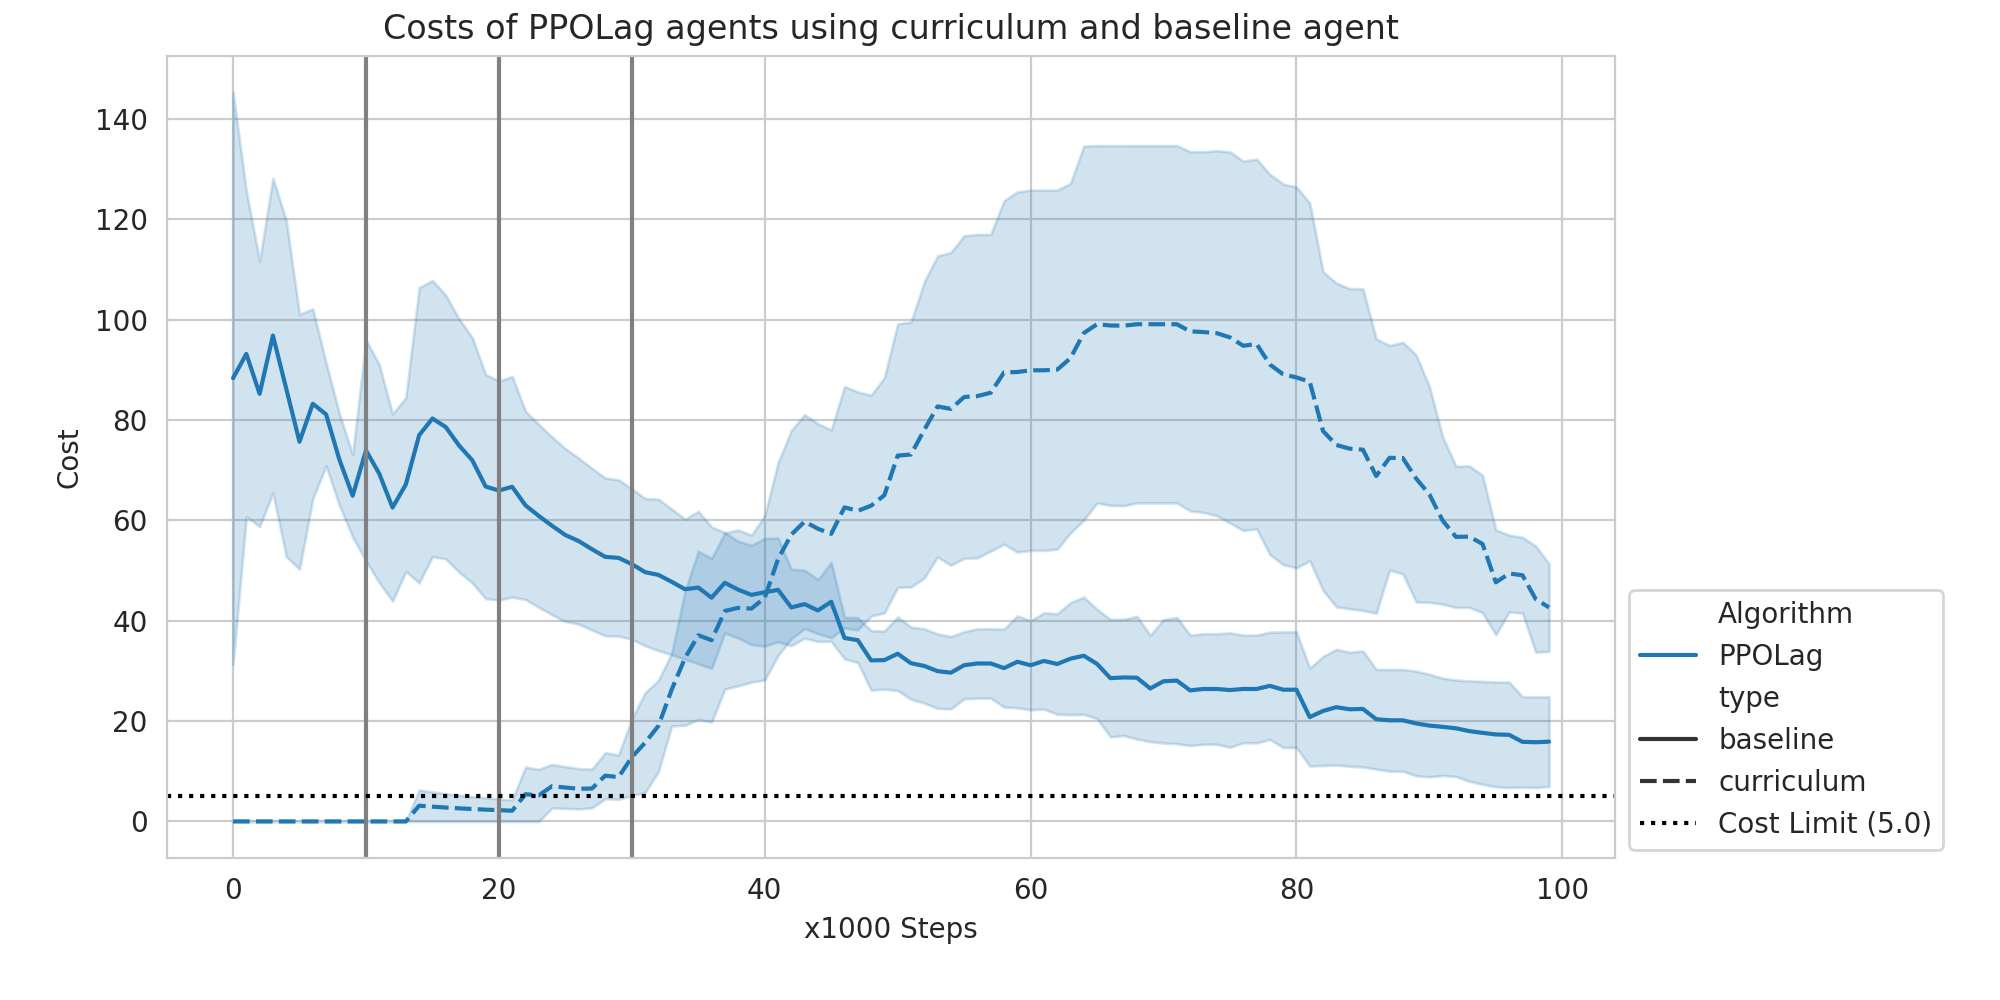 Costs of PPOLag agents using curriculum and baseline agent
140
120
100
80
60
40
20
0
Cost
0 20 40 60 80 100
x1000 Steps
Algorithm
PPOLag
type
baseline
curriculum
Cost Limit (5.0)